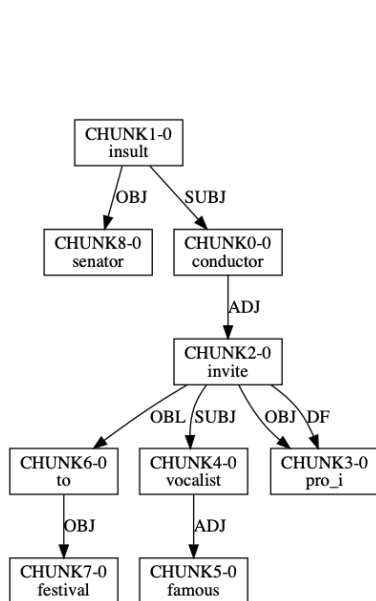 CHUNK1-0
insult
OBJ
SUBJ
CHUNK8-0
senator
CHUNK0-0
conductor
ADJ
CHUNK2-0
invite
OBL
SUBJ
OBJ
DF
CHUNK6-0
to
CHUNK4-0
vocalist
CHUNK3-0
pro_i
OBJ
ADJ
CHUNK7-0
festival
CHUNK5-0
famous